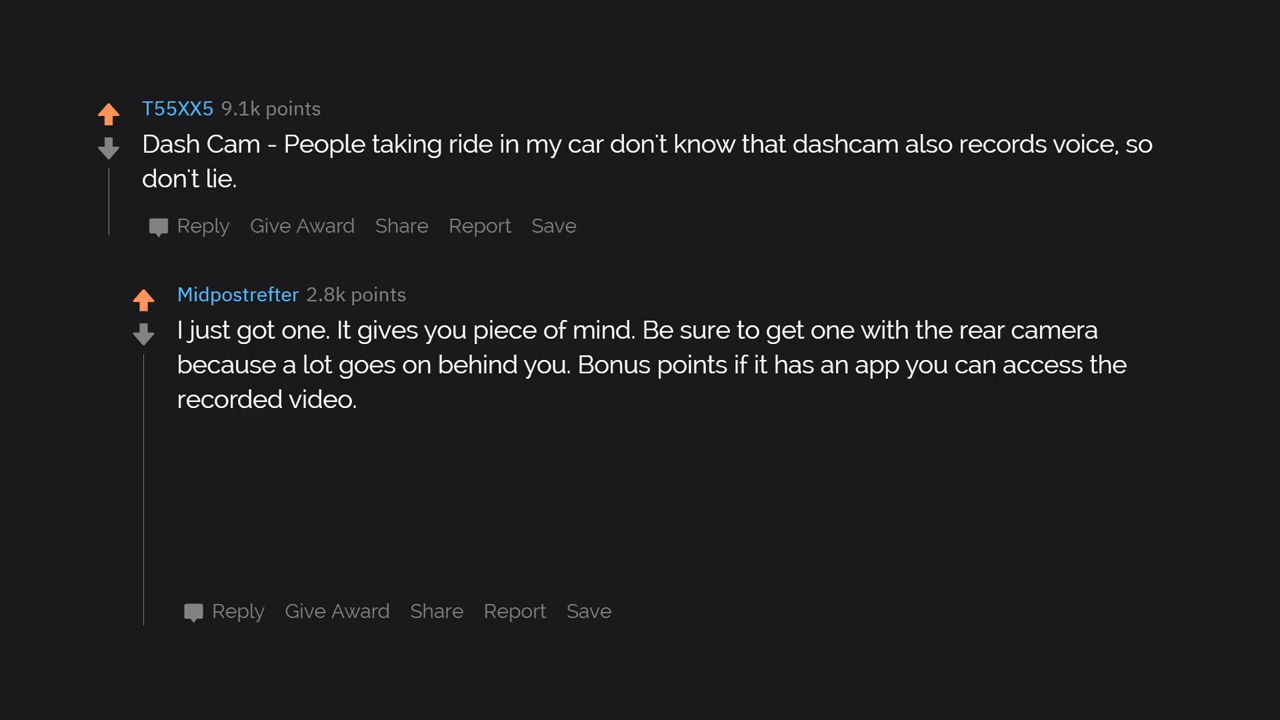 T55XX5 9.1k points
Dash Cam - People taking ride in my car don't know that dashcam also records voice, so
don't lie.
Reply Give Award Share Report Save
Midpostrefter 2.8k points
I just got one. It gives you piece of mind. Be sure to get one with the rear camera
because a lot goes on behind you. Bonus points if it has an app you can access the
recorded video.
Reply Give Award Share Report Save